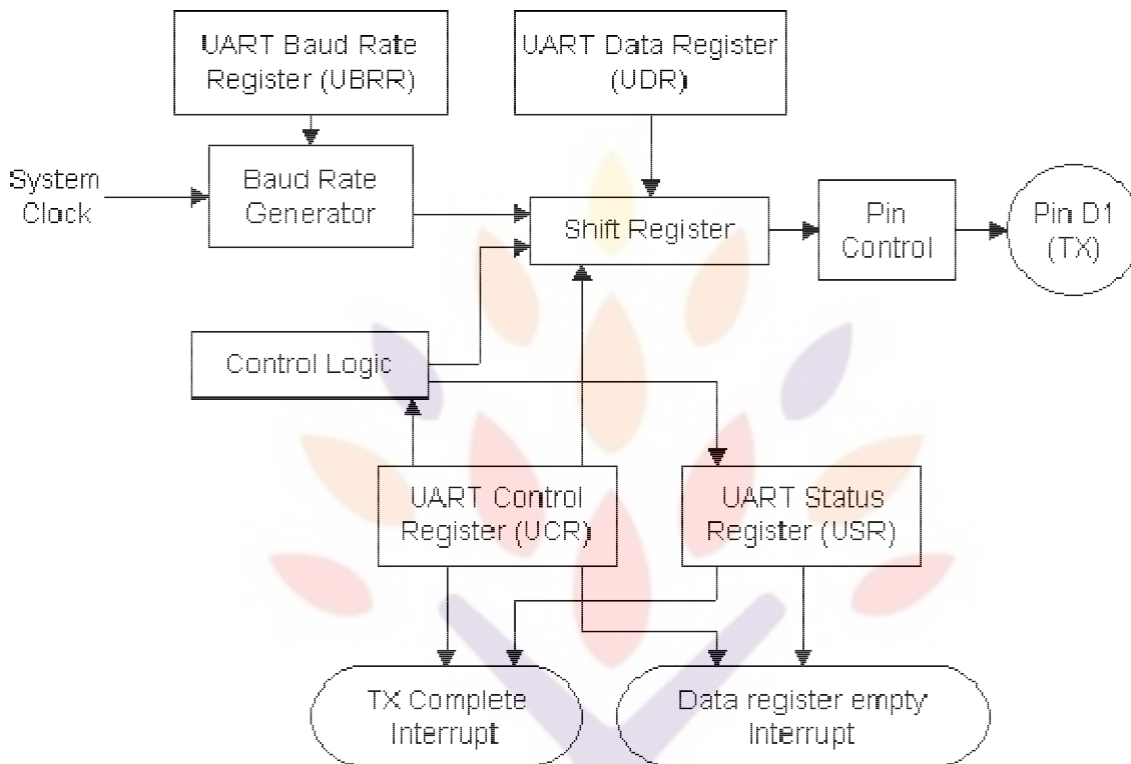 UART Baud Rate
Register (UBRR)
UART Data Register
(UDR)
System
Clock
Baud Rate
Generator
Shift Register
Pin
Control
Pin D1
(TX)
Control Logic
UART Control
Register (UCR)
UART Status
Register (USR)
TX Complete
Interrupt
Data register empty
Interrupt